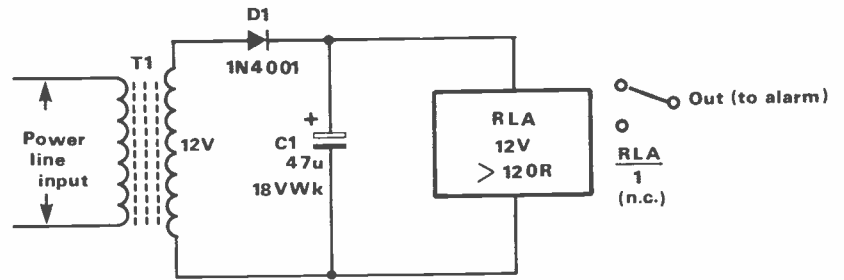 D1
T1
1N4001
Power
line
input
12V
+
C1
47u
18VWk
RLA
12V
> 120R
Out (to alarm)
RLA
1
(n.c.)